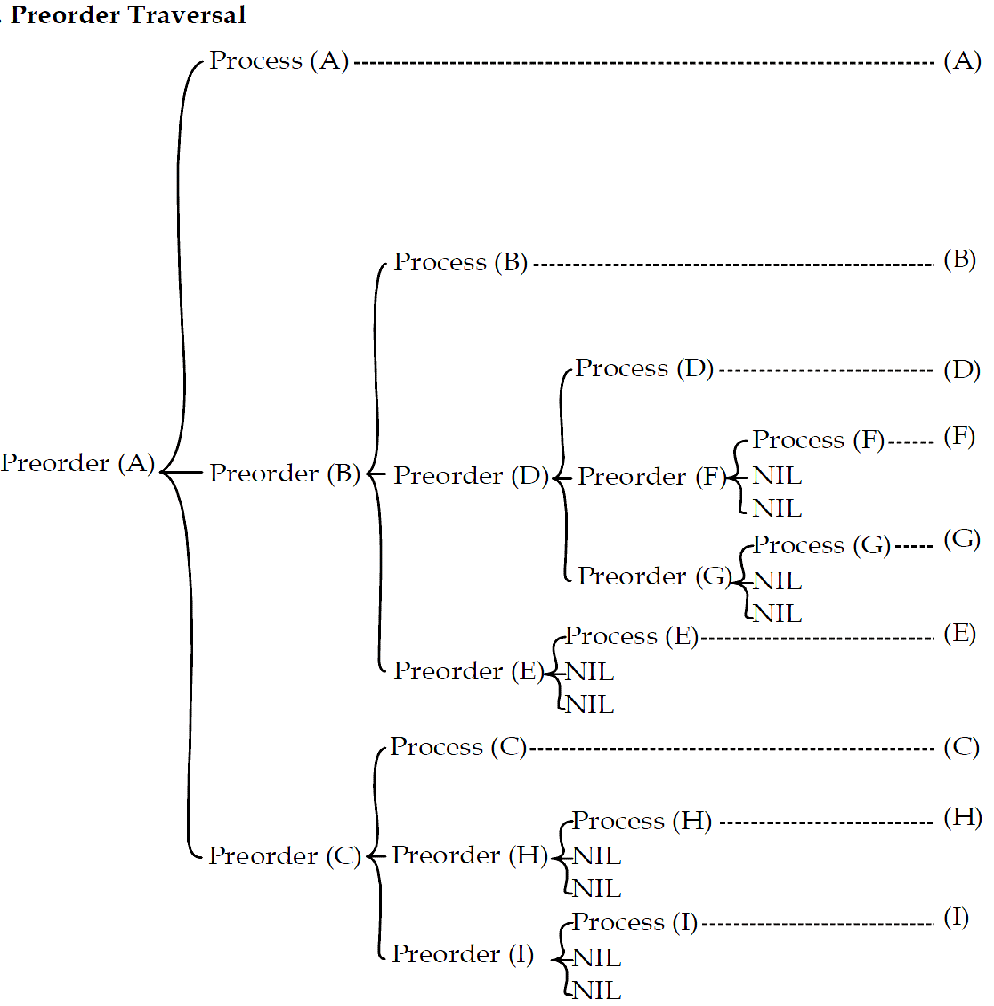 . Preorder Traversal
Process (A) (A)
Process (B) (B)
Process (D) (D)
Process (F) (F)
Preorder (A) Preorder (B) Preorder (D) Preorder (F) NIL
NIL
Process (G) (G)
Preorder (G) NIL
NIL
Process (E) (E)
Preorder (E) NIL
NIL
Process (C) (C)
Process (H) (H)
Preorder (C) Preorder (H) NIL
NIL
Process (I) (I)
Preorder (I) NIL
NIL